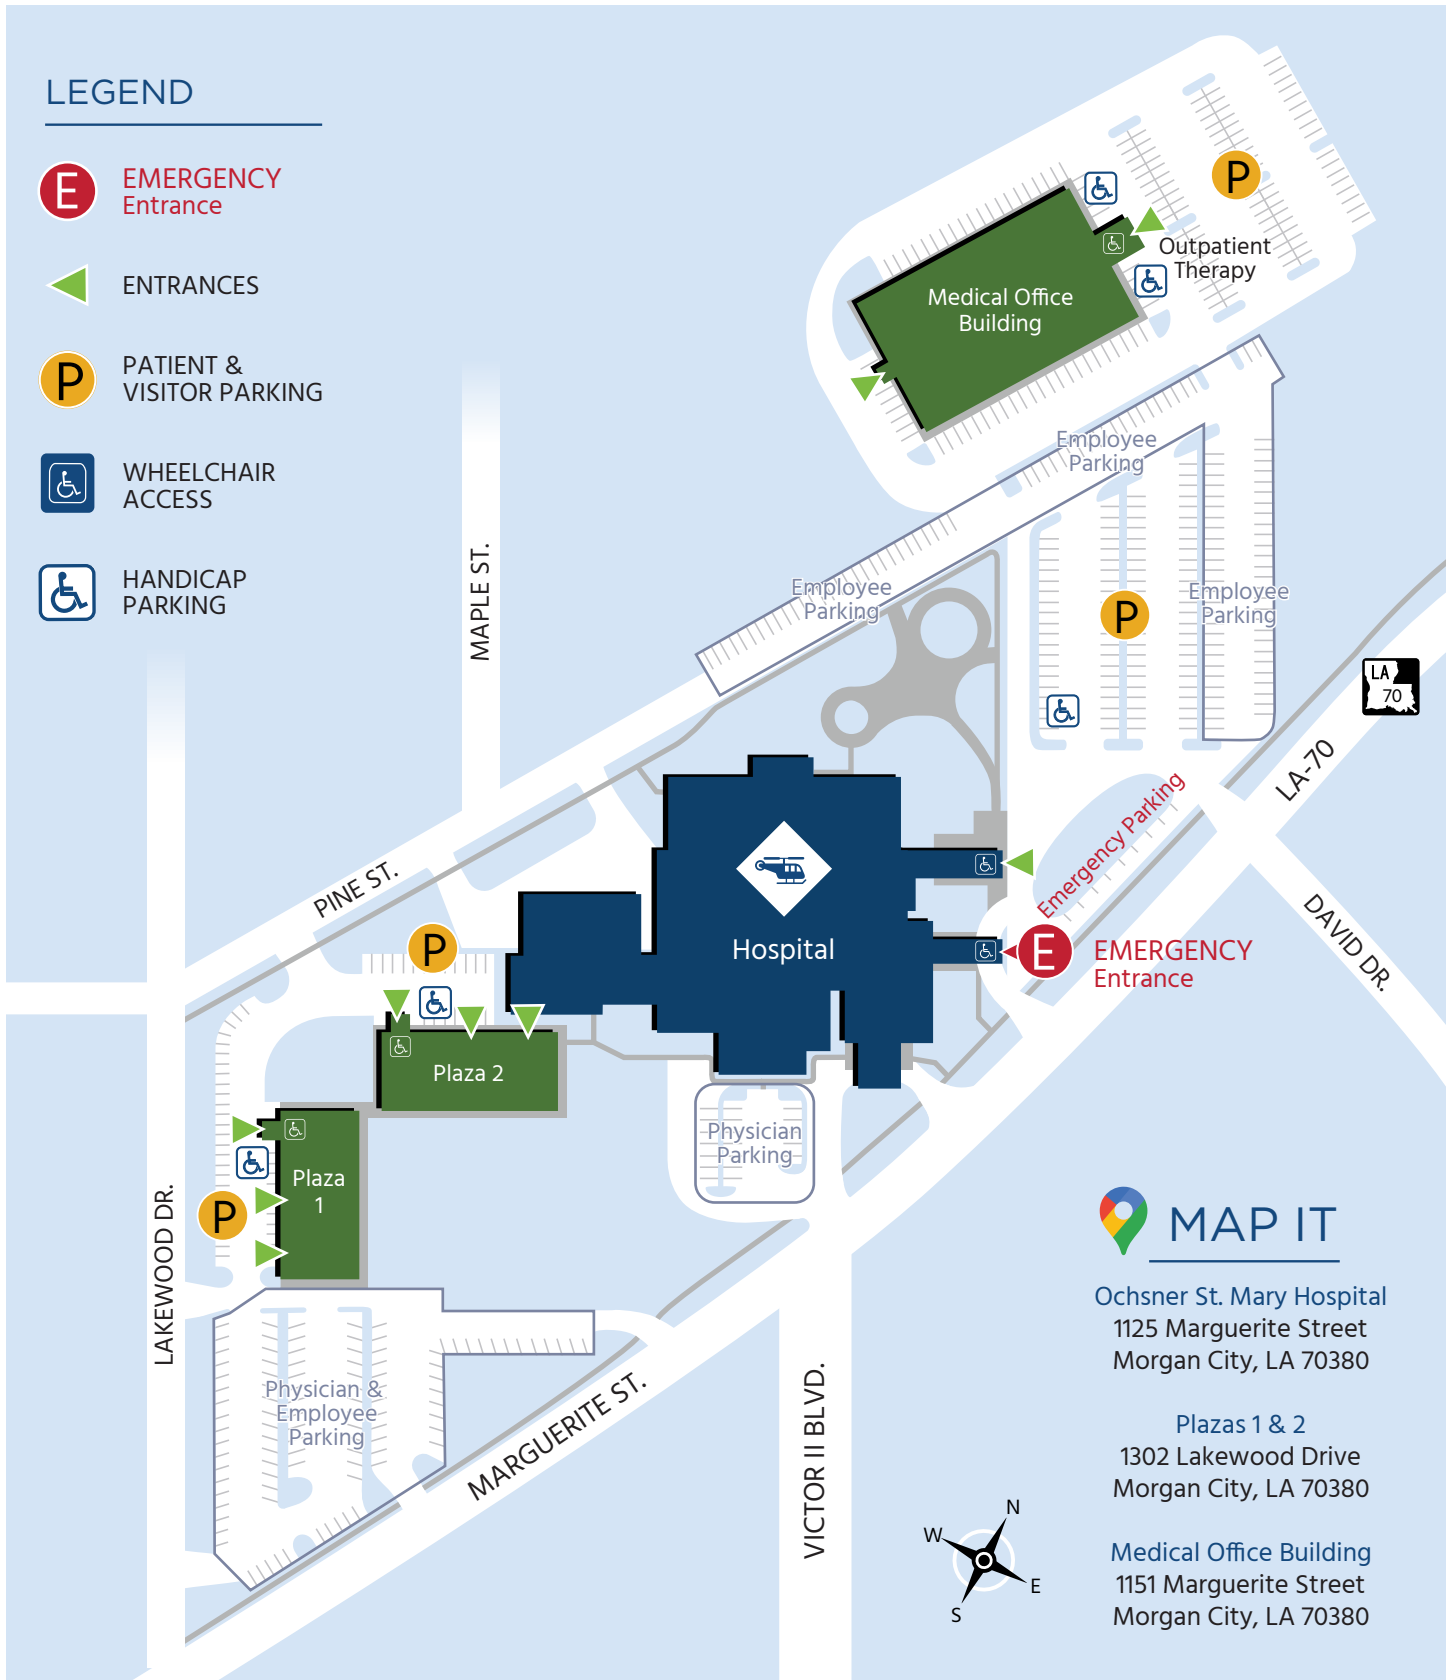 LEGEND
E
EMERGENCY
Entrance
ENTRANCES
P
PATIENT &
VISITOR PARKING
WHEELCHAIR
ACCESS
HANDICAP
PARKING
P
Outpatient
Therapy
Medical Office
Building
Employee
Parking
Employee
Parking
P
Employee
Parking
MAPLE ST.
LA
70
LA-70
Emergency Parking
PINE ST.
P
Hospital
E
EMERGENCY
Entrance
DAVID DR.
Plaza 2
Physician
Parking
Plaza
1
P
LAKEWOOD DR.
Physician &
Employee
Parking
MARGUERITE ST.
VICTOR II BLVD.
MAP IT
Ochsner St. Mary Hospital
1125 Marguerite Street
Morgan City, LA 70380
Plazas 1 & 2
1302 Lakewood Drive
Morgan City, LA 70380
Medical Office Building
1151 Marguerite Street
Morgan City, LA 70380
N
W
E
S